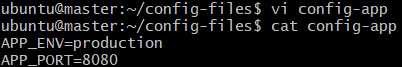 ubuntu@master:~/config-files$ vi config-app
ubuntu@master:~/config-files$ cat config-app
APP_ENV=production
APP_PORT=8080